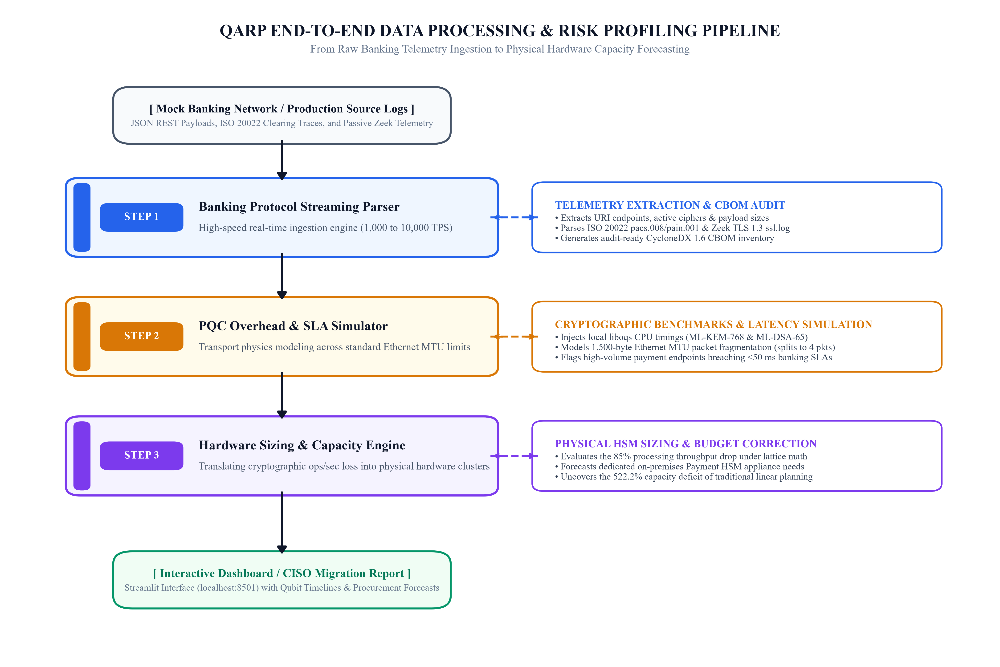 QARP END-TO-END DATA PROCESSING & RISK PROFILING PIPELINE
From Raw Banking Telemetry Ingestion to Physical Hardware Capacity Forecasting
[ Mock Banking Network / Production Source Logs ]
JSON REST Payloads, ISO 20022 Clearing Traces, and Passive Zeek Telemetry
STEP 1
Banking Protocol Streaming Parser
High-speed real-time ingestion engine (1,000 to 10,000 TPS)
TELEMETRY EXTRACTION & CBOM AUDIT
• Extracts URI endpoints, active ciphers & payload sizes
• Parses ISO 20022 pacs.008/pain.001 & Zeek TLS 1.3 ssl.log
• Generates audit-ready CycloneDX 1.6 CBOM inventory
STEP 2
PQC Overhead & SLA Simulator
Transport physics modeling across standard Ethernet MTU limits
CRYPTOGRAPHIC BENCHMARKS & LATENCY SIMULATION
• Injects local liboqs CPU timings (ML-KEM-768 & ML-DSA-65)
• Models 1,500-byte Ethernet MTU packet fragmentation (splits to 4 pkts)
• Flags high-volume payment endpoints breaching <50 ms banking SLAs
STEP 3
Hardware Sizing & Capacity Engine
Translating cryptographic ops/sec loss into physical hardware clusters
PHYSICAL HSM SIZING & BUDGET CORRECTION
• Evaluates the 85% processing throughput drop under lattice math
• Forecasts dedicated on-premises Payment HSM appliance needs
• Uncovers the 522.2% capacity deficit of traditional linear planning
[ Interactive Dashboard / CISO Migration Report ]
Streamlit Interface (localhost:8501) with Qubit Timelines & Procurement Forecasts